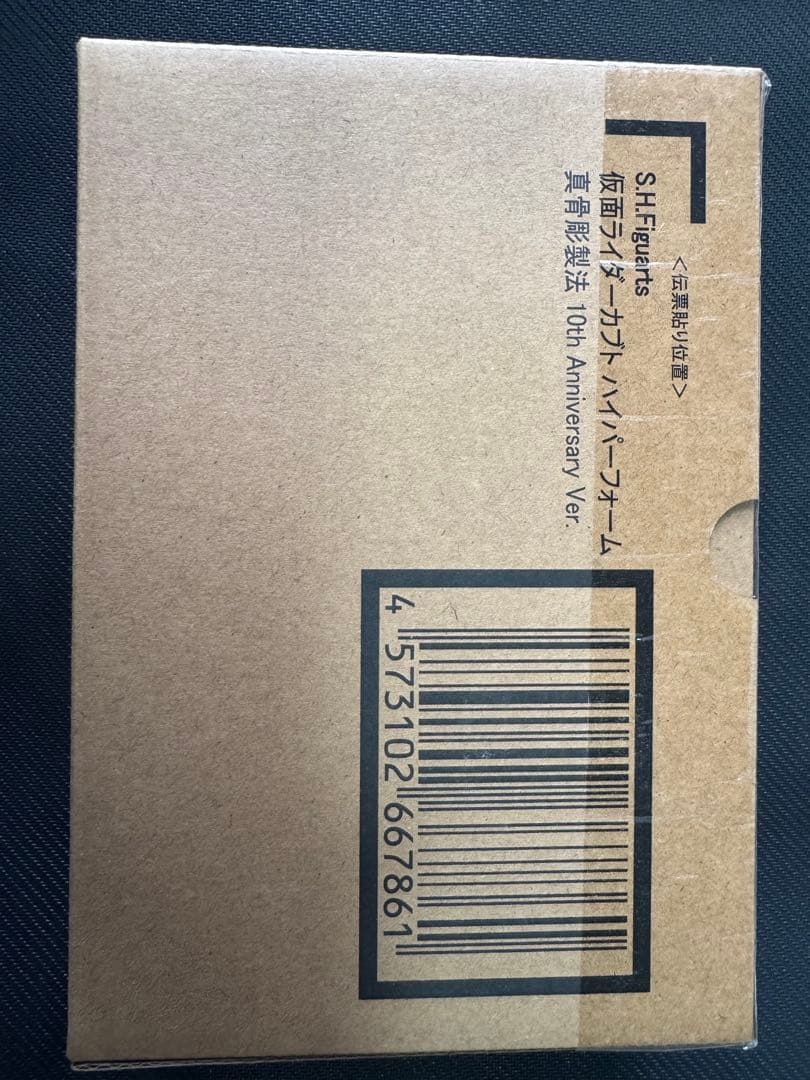 <伝票貼り位置>
S.H.Figuarts
仮面ライダーカブト ハイパーフォーム
真骨彫製法 10th Anniversary Ver.
4 573102 667861